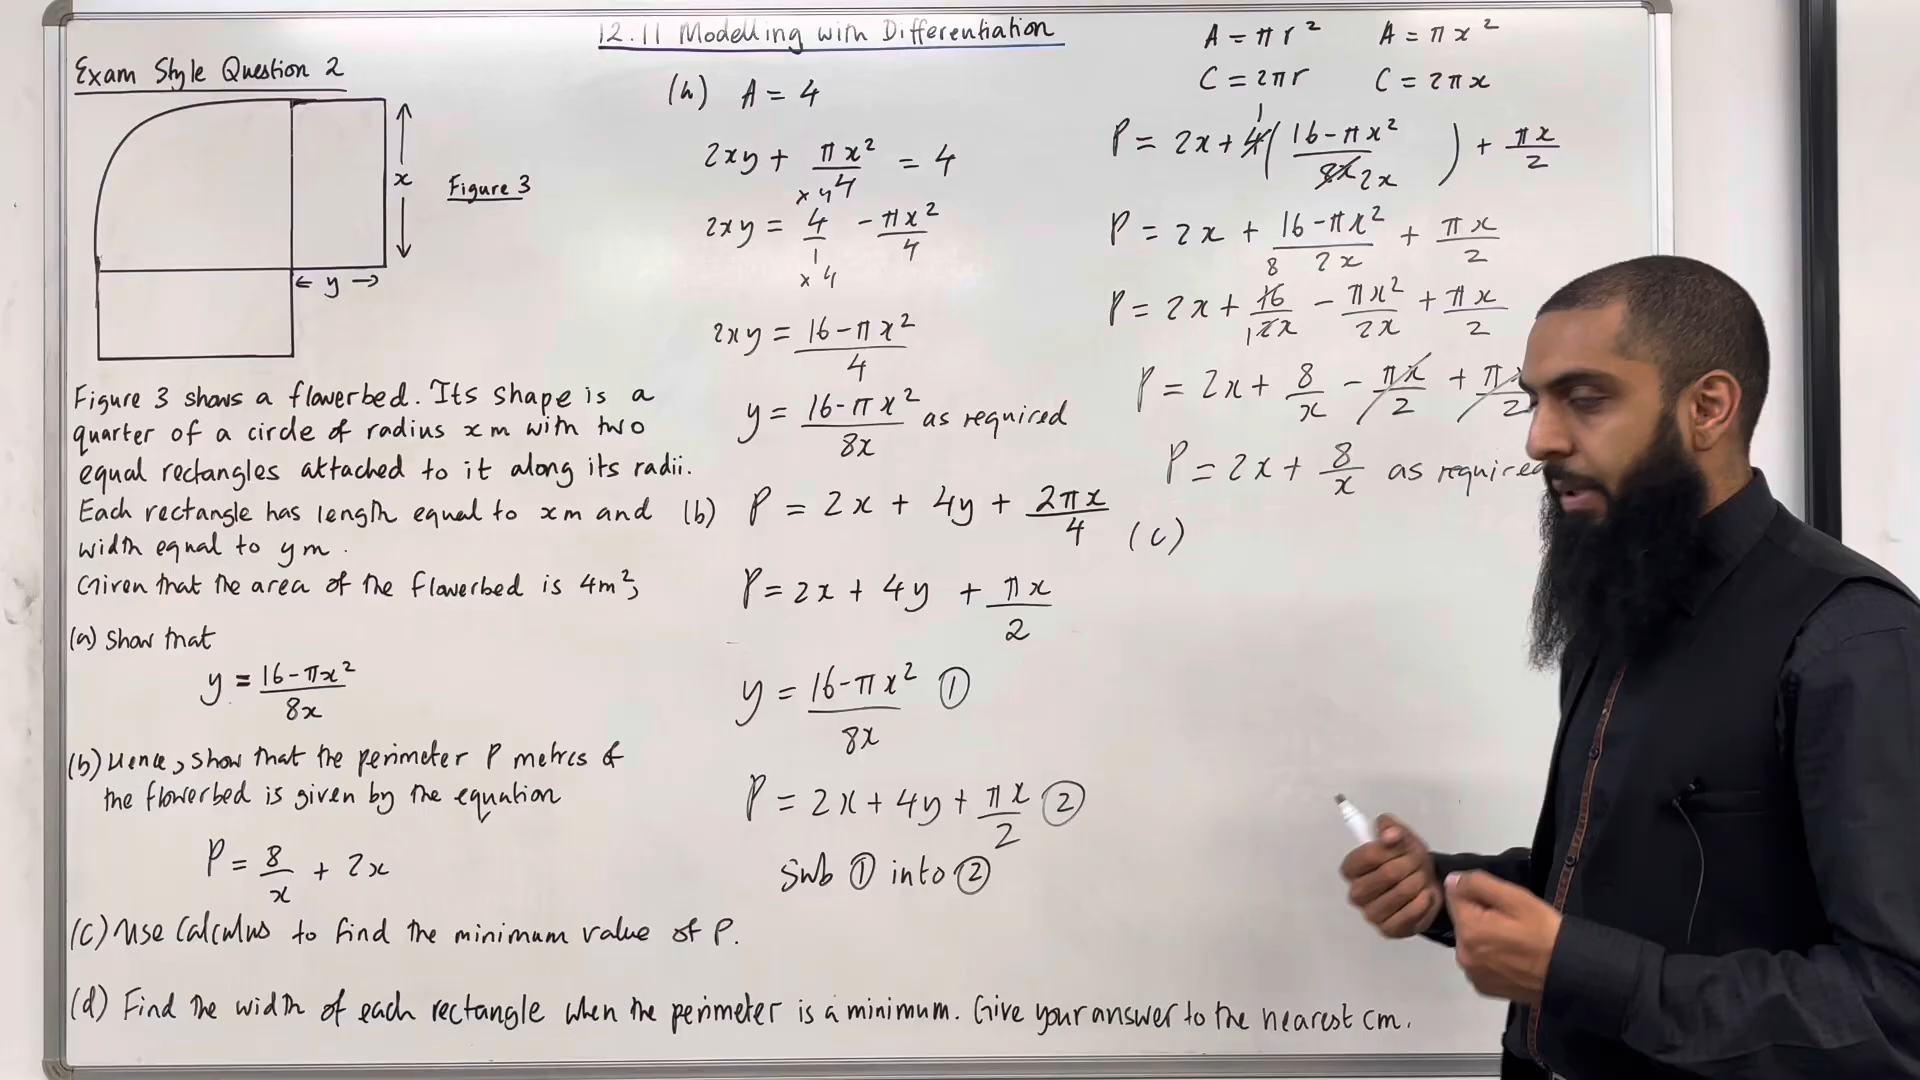 12.11 Modelling with Differentiation
Exam Style Question 2
x
y
Figure 3
Figure 3 shows a flowerbed. Its shape is a
quarter of a circle of radius x m with two
equal rectangles attached to it along its radii.
Each rectangle has length equal to x m and
width equal to y m.
Given that the area of the flowerbed is 4m²,
(a) Show that
y = 16-πx² / 8x
(b) Hence, show that the perimeter P metres of
the flowerbed is given by the equation
P = 8/x + 2x
(c) Use Calculus to find the minimum value of P.
(d) Find the width of each rectangle when the perimeter is a minimum. Give your answer to the nearest cm.
(a) A = 4
2xy + πx²/4 = 4
×4
2xy = 4/1 - πx²/4
×4
2xy = 16-πx² / 4
y = 16-πx² / 8x as required
(b) P = 2x + 4y + 2πx/4
P = 2x + 4y + πx/2
y = 16-πx² / 8x ①
P = 2x + 4y + πx/2 ②
Sub ① into ②
A = πr² A = πx²
C = 2πr C = 2πx
1
P = 2x + 4(16-πx² / 8x 2x) + πx/2
P = 2x + 16-πx² / 2x + πx/2
8
P = 2x + 16/2x - πx²/2x + πx/2
1
P = 2x + 8/x - πx/2 + πx/2
P = 2x + 8/x as required
(c)